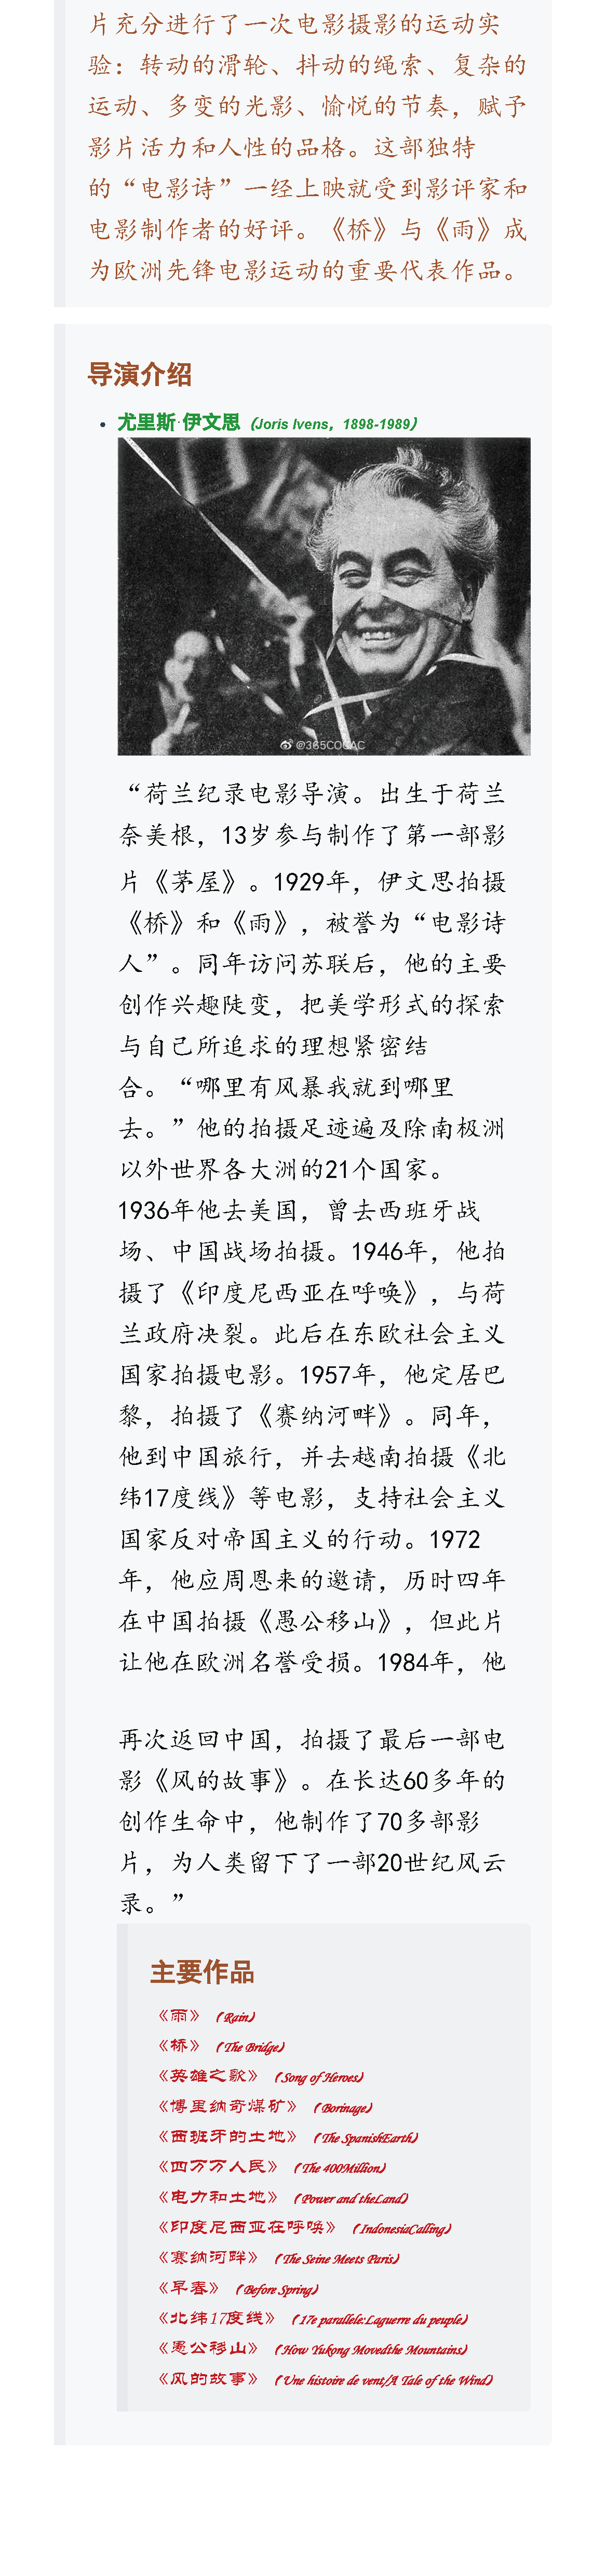 片充分进行了一次电影摄影的运动实
验：转动的滑轮、抖动的绳索、复杂的
运动、多变的光影、愉悦的节奏，赋予
影片活力和人性的品格。这部独特
的“电影诗”一经上映就受到影评家和
电影制作者的好评。《桥》与《雨》成
为欧洲先锋电影运动的重要代表作品。
导演介绍
• 尤里斯·伊文思（Joris Ivens，1898-1989）
@365COCAC
“荷兰纪录电影导演。出生于荷兰
奈美根，13岁参与制作了第一部影
片《茅屋》。1929年，伊文思拍摄
《桥》和《雨》，被誉为“电影诗
人”。同年访问苏联后，他的主要
创作兴趣陡变，把美学形式的探索
与自己所追求的理想紧密结
合。“哪里有风暴我就到哪里
去。”他的拍摄足迹遍及除南极洲
以外世界各大洲的21个国家。
1936年他去美国，曾去西班牙战
场、中国战场拍摄。1946年，他拍
摄了《印度尼西亚在呼唤》，与荷
兰政府决裂。此后在东欧社会主义
国家拍摄电影。1957年，他定居巴
黎，拍摄了《赛纳河畔》。同年，
他到中国旅行，并去越南拍摄《北
纬17度线》等电影，支持社会主义
国家反对帝国主义的行动。1972
年，他应周恩来的邀请，历时四年
在中国拍摄《愚公移山》，但此片
让他在欧洲名誉受损。1984年，他
再次返回中国，拍摄了最后一部电
影《风的故事》。在长达60多年的
创作生命中，他制作了70多部影
片，为人类留下了一部20世纪风云
录。”
主要作品
《雨》（Rain）
《桥》（The Bridge）
《英雄之歌》（Song of Heroes）
《博里纳奇煤矿》（Borinage）
《西班牙的土地》（The SpanishEarth）
《四万万人民》（The 400Million）
《电力和土地》（Power and theLand）
《印度尼西亚在呼唤》（IndonesiaCalling）
《赛纳河畔》（The Seine Meets Paris）
《早春》（Before Spring）
《北纬17度线》（17e parallele:Laguerre du peuple）
《愚公移山》（How Yukong Movedthe Mountains）
《风的故事》（Une histoire de vent/A Tale of the Wind）